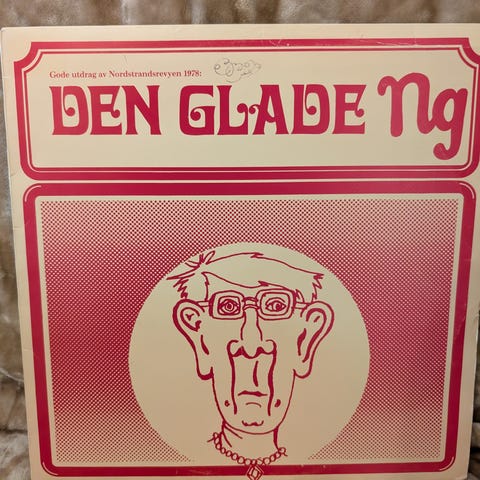 Gode utdrag av Nordstrandsrevyen 1978:
DEN GLADE Ng